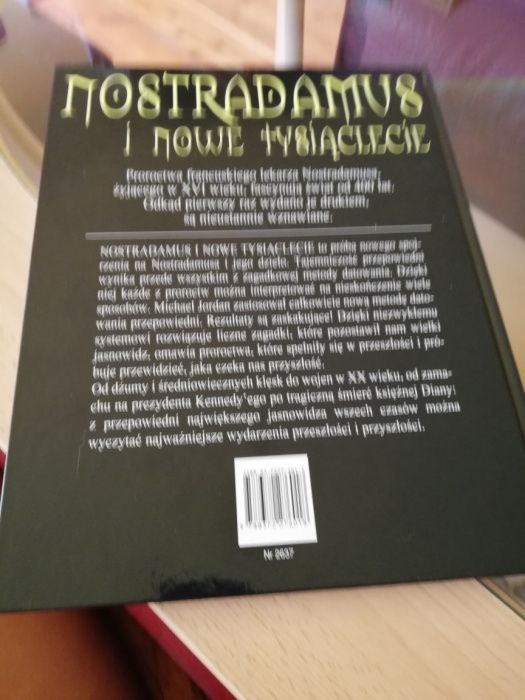 NOSTRADAMUS
I NOWE TYSIĄCLECIE
Proroctwa francuskiego lekarza Nostradamusa,
żyjącego w XVI wieku, fascynują świat od 400 lat.
Odkąd pierwszy raz wydano je drukiem,
są nieustannie wznawiane.
NOSTRADAMUS I NOWE TYSIĄCLECIE to próba nowego spoj-
rzenia na Nostradamusa i jego dzieło. Tajemniczość przepowiedni
wynika przede wszystkim z zagadkowej metody datowania. Dzięki
niej każde z proroctw można interpretować na nieskończenie wiele
sposobów. Michael Jordan zastosował całkowicie nową metodę dato-
wania przepowiedni. Rezultaty są zaskakujące! Dzięki niezwykłemu
systemowi rozwiązuje liczne zagadki, które pozostawił nam wielki
jasnowidz, omawia proroctwa, które spełniły się w przeszłości i pró-
buje przewidzieć, jaka czeka nas przyszłość.
Od dżumy i średniowiecznych klęsk do wojen w XX wieku, od zama-
chu na prezydenta Kennedy'ego po tragiczną śmierć księżnej Diany:
z przepowiedni największego jasnowidza wszech czasów można
wyczytać najważniejsze wydarzenia przeszłości i przyszłości.
Nr 2637